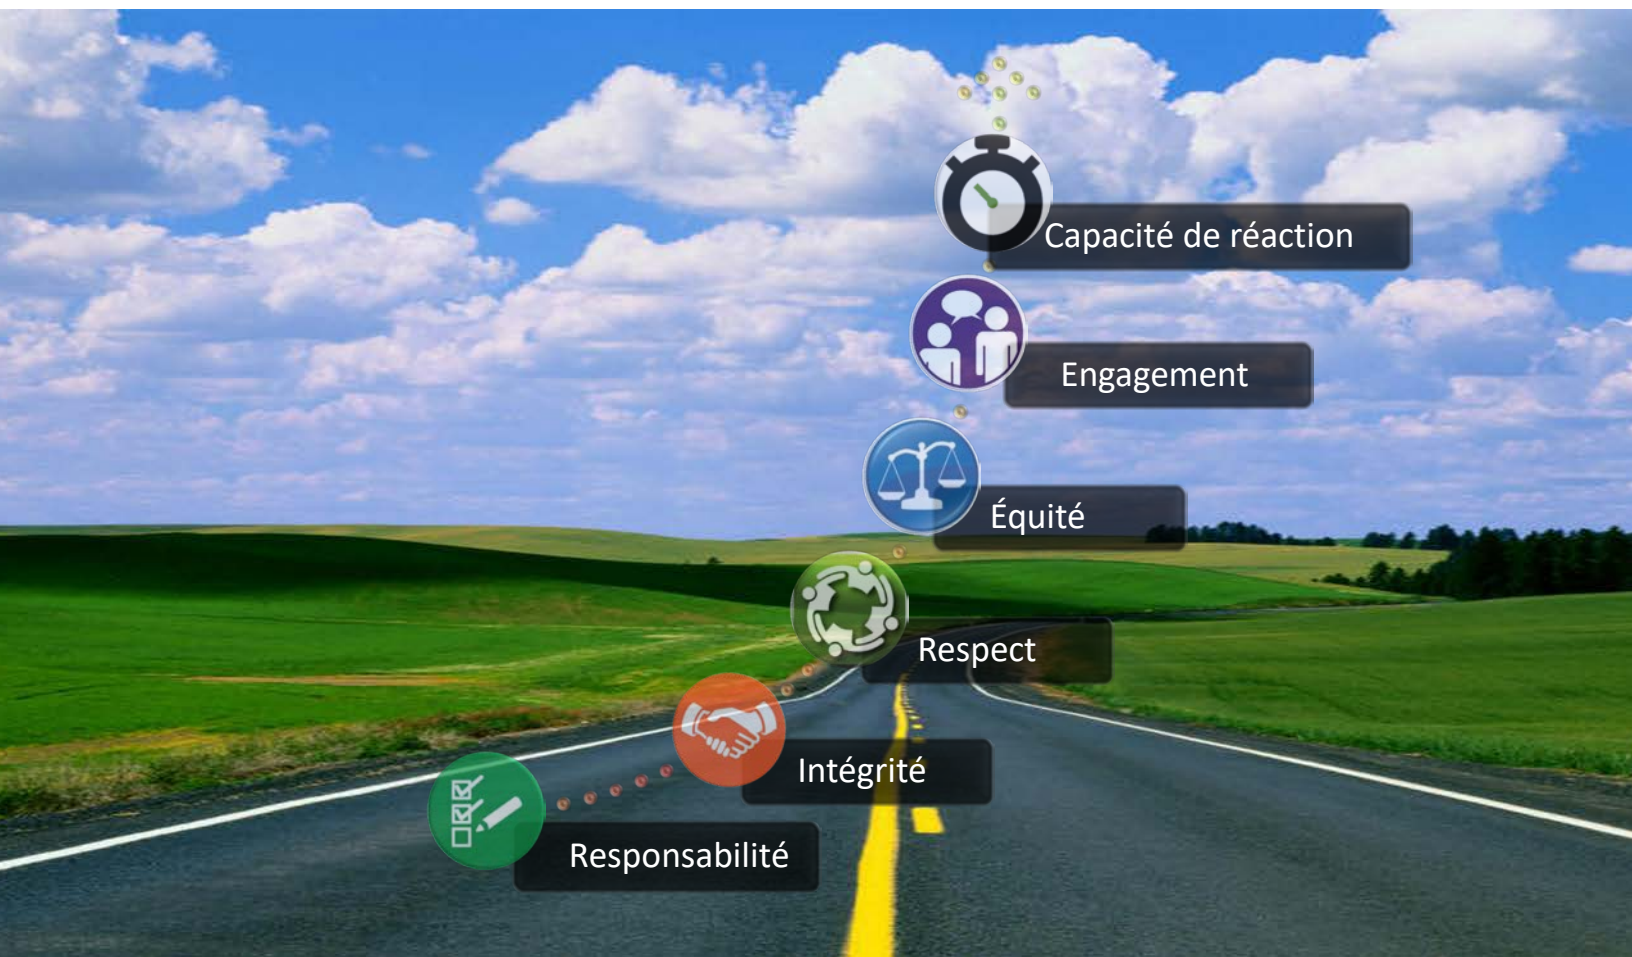 Capacité de réaction
Engagement
Équité
Respect
Intégrité
Responsabilité